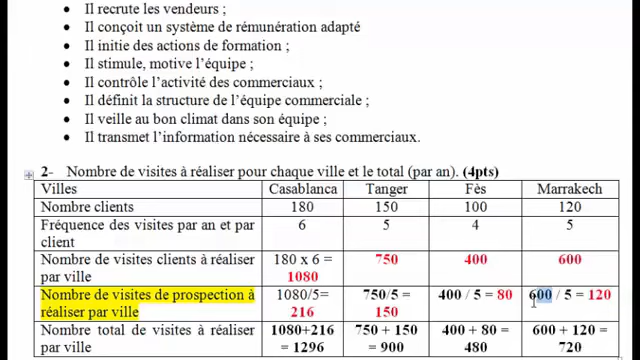 • Il recrute les vendeurs ;
• Il conçoit un système de rémunération adapté
• Il initie des actions de formation ;
• Il stimule, motive l'équipe ;
• Il contrôle l'activité des commerciaux ;
• Il définit la structure de l'équipe commerciale ;
• Il veille au bon climat dans son équipe ;
• Il transmet l'information nécessaire à ses commerciaux.
2- Nombre de visites à réaliser pour chaque ville et le total (par an). (4pts)
Villes Casablanca Tanger Fès Marrakech
Nombre clients 180 150 100 120
Fréquence des visites par an et par 6 5 4 5
client
Nombre de visites clients à réaliser 180 x 6 = 750 400 600
par ville 1080
Nombre de visites de prospection à 1080/5= 750/5 = 400 / 5 = 80 600 / 5 = 120
réaliser par ville 216 150
Nombre total de visites à réaliser 1080+216 750 + 150 400 + 80 = 600 + 120 =
par ville = 1296 = 900 480 720